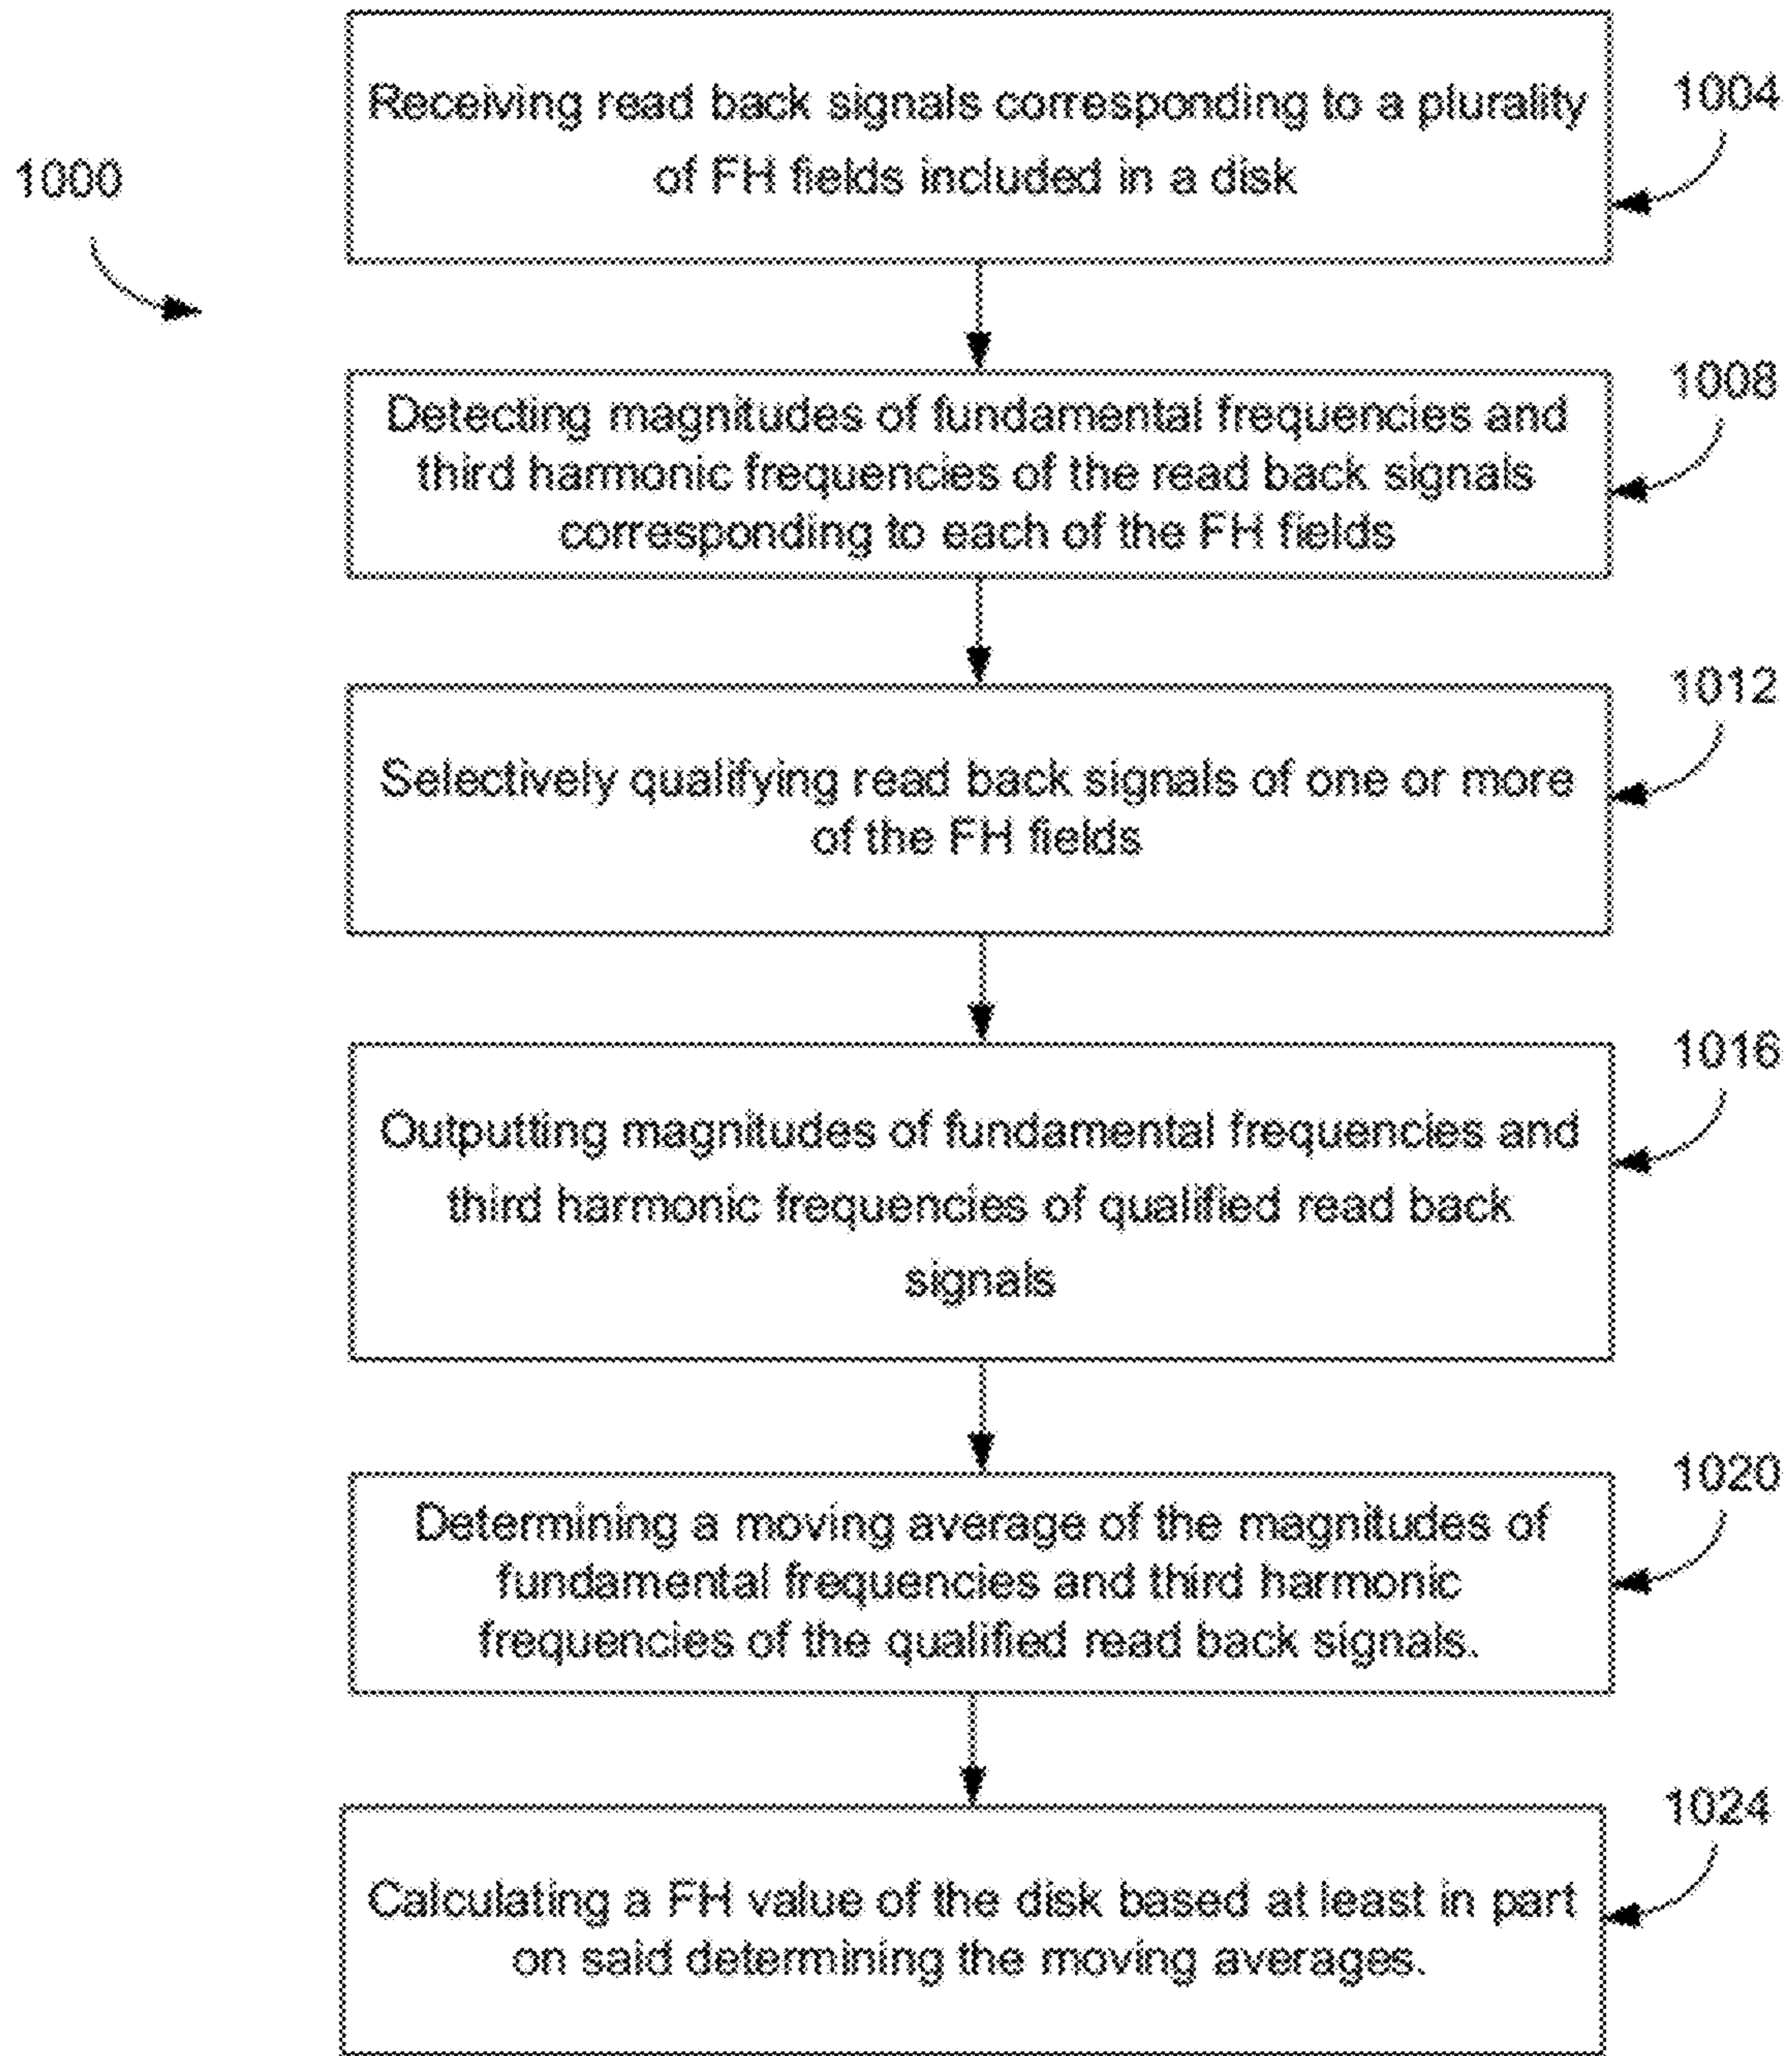 Receiving read back signals corresponding to a plurality
of FH fields included in a disk
1004
1000
Detecting magnitudes of fundamental frequencies and
third harmonic frequencies of the read back signals
corresponding to each of the FH fields
1008
Selectively qualifying read back signals of one or more
of the FH fields
1012
Outputting magnitudes of fundamental frequencies and
third harmonic frequencies of qualified read back
signals
1016
Determining a moving average of the magnitudes of
fundamental frequencies and third harmonic
frequencies of the qualified read back signals.
1020
Calculating a FH value of the disk based at least in part
on said determining the moving averages.
1024